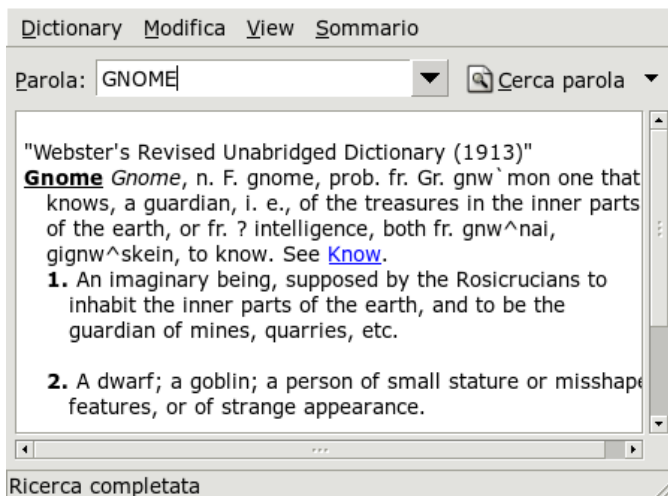 Dictionary Modifica View Sommario
Parola: GNOME Cerca parola
"Webster's Revised Unabridged Dictionary (1913)"
Gnome Gnome, n. F. gnome, prob. fr. Gr. gnw`mon one that
knows, a guardian, i. e., of the treasures in the inner parts
of the earth, or fr. ? intelligence, both fr. gnw^nai,
gignw^skein, to know. See Know.
1. An imaginary being, supposed by the Rosicrucians to
inhabit the inner parts of the earth, and to be the
guardian of mines, quarries, etc.
2. A dwarf; a goblin; a person of small stature or misshape
features, or of strange appearance.
Ricerca completata